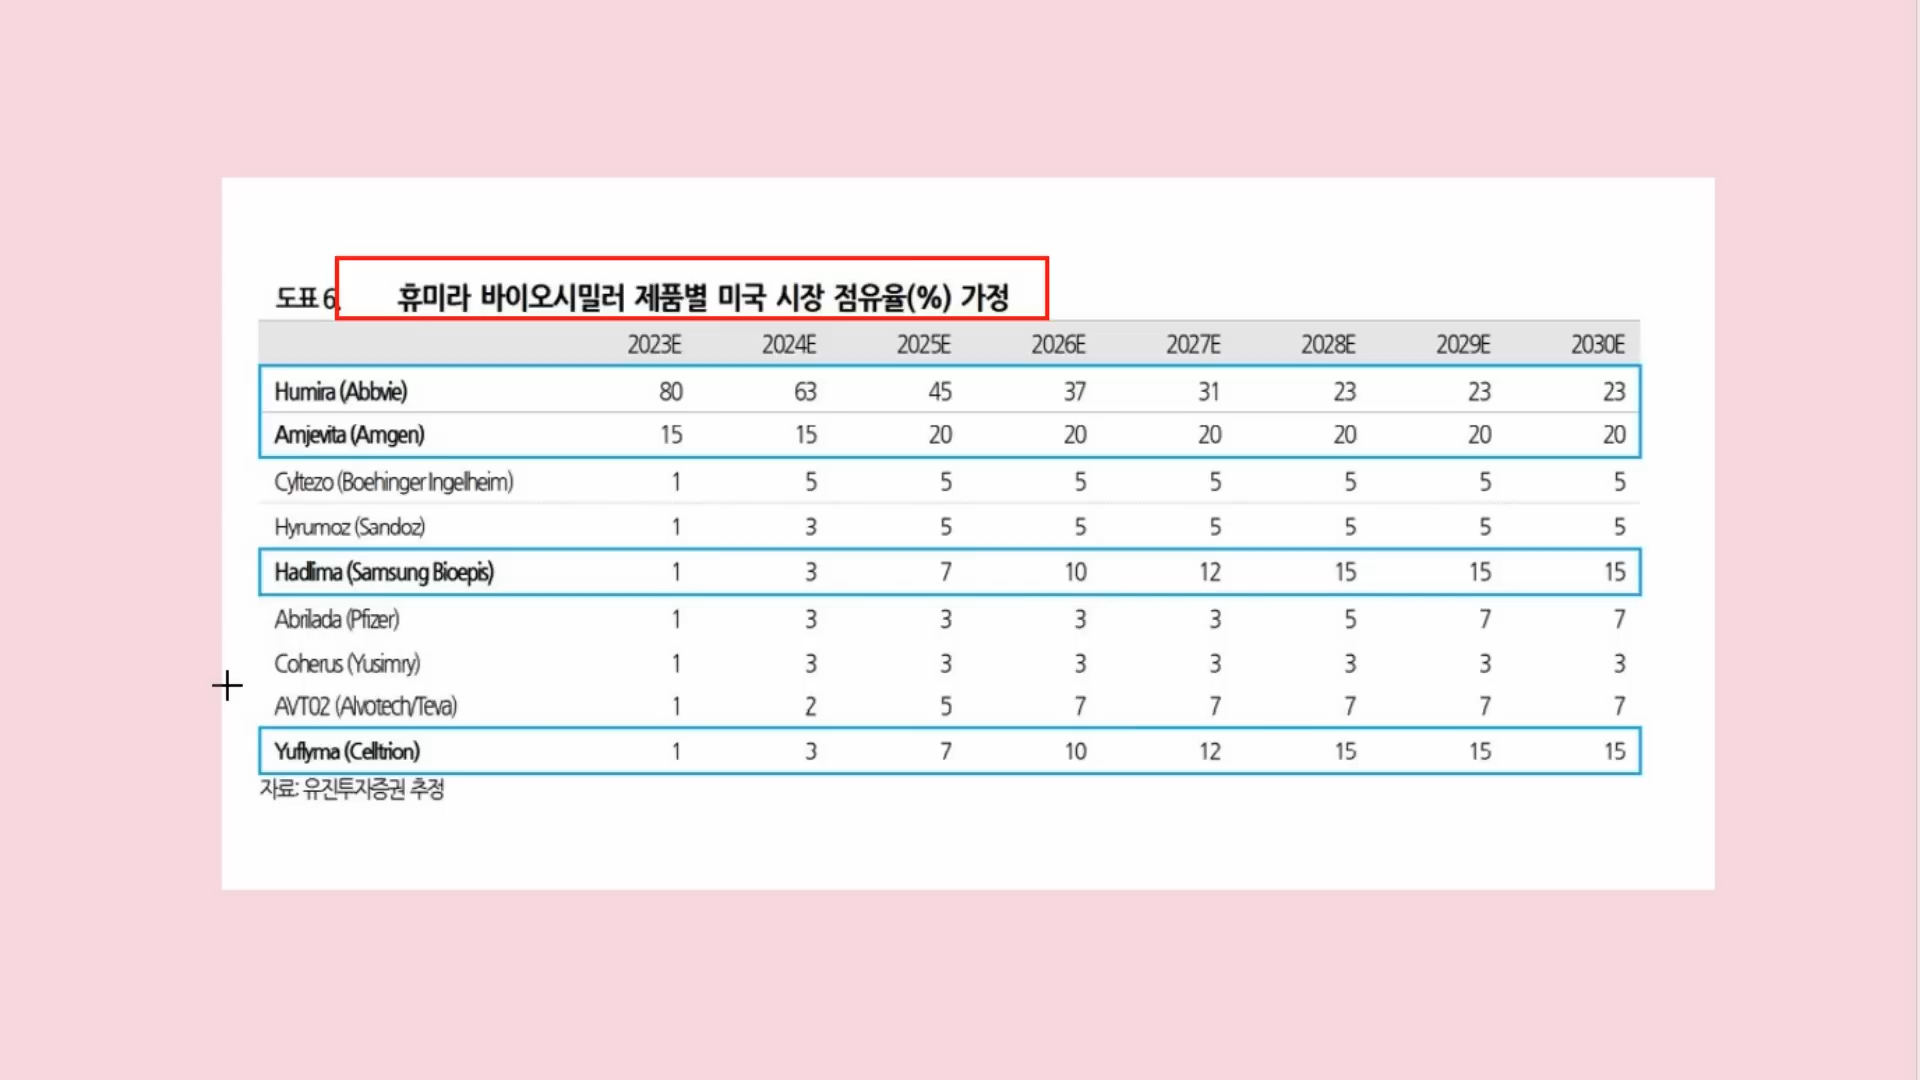 도표 6. 휴미라 바이오시밀러 제품별 미국 시장 점유율(%) 가정
2023E 2024E 2025E 2026E 2027E 2028E 2029E 2030E
Humira (Abbvie) 80 63 45 37 31 23 23 23
Amjevita (Amgen) 15 15 20 20 20 20 20 20
Cyltezo (Boehinger Ingelheim) 1 5 5 5 5 5 5 5
Hyrumoz (Sandoz) 1 3 5 5 5 5 5 5
Hadlima (Samsung Bioepis) 1 3 7 10 12 15 15 15
Abrilada (Pfizer) 1 3 3 3 3 5 7 7
Coherus (Yusimry) 1 3 3 3 3 3 3 3
AVT02 (Alvotech/Teva) 1 2 5 7 7 7 7 7
Yuflyma (Celltrion) 1 3 7 10 12 15 15 15
자료: 유진투자증권 추정